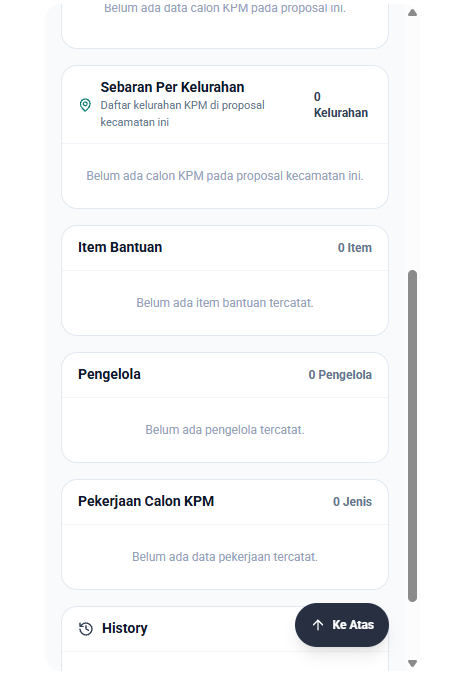 Belum ada data calon KPM pada proposal ini.
Sebaran Per Kelurahan
Daftar kelurahan KPM di proposal
kecamatan ini
0
Kelurahan
Belum ada calon KPM pada proposal kecamatan ini.
Item Bantuan
0 Item
Belum ada item bantuan tercatat.
Pengelola
0 Pengelola
Belum ada pengelola tercatat.
Pekerjaan Calon KPM
0 Jenis
Belum ada data pekerjaan tercatat.
History
Ke Atas